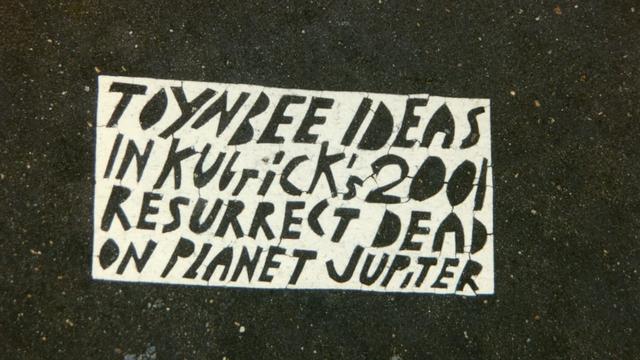 TOYNBEE IDEAS
IN KUbRiCK's 2001
RESURRECT DEAD
ON PLANET JUPiTER